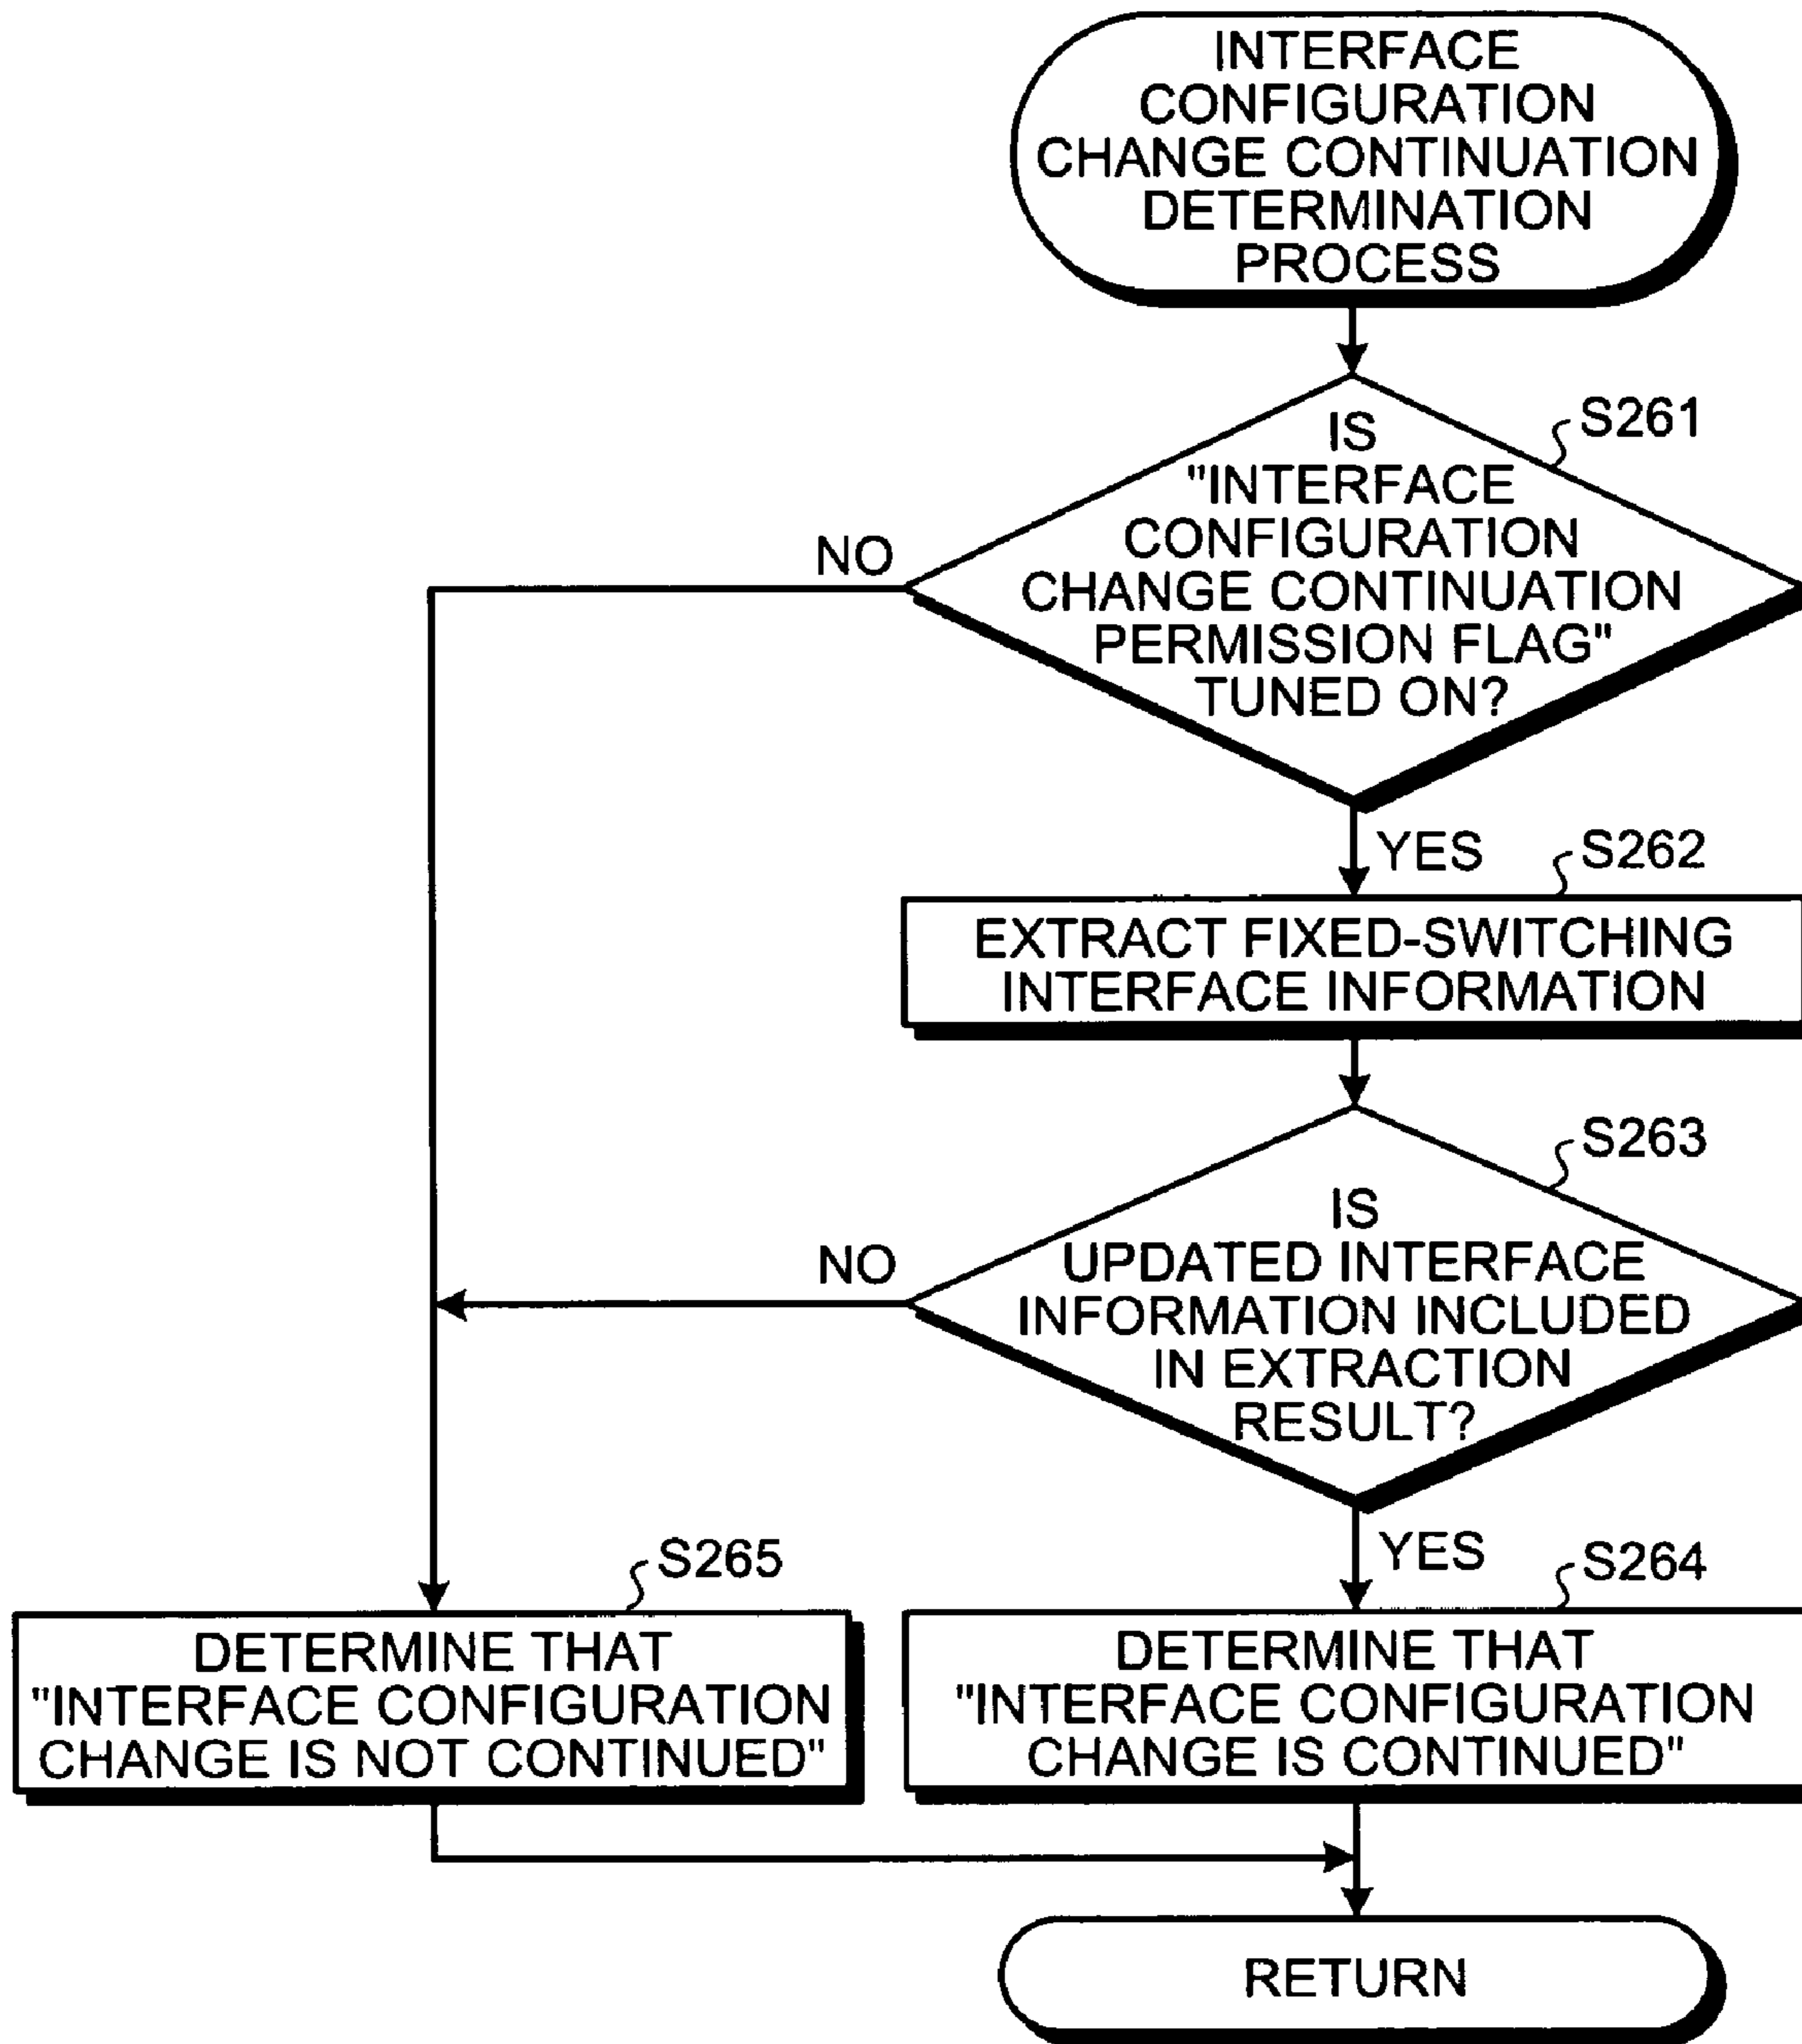 INTERFACE
CONFIGURATION
CHANGE CONTINUATION
DETERMINATION
PROCESS
S261
IS
"INTERFACE
CONFIGURATION
CHANGE CONTINUATION
PERMISSION FLAG"
TUNED ON?
NO
YES
S262
EXTRACT FIXED-SWITCHING
INTERFACE INFORMATION
S263
IS
UPDATED INTERFACE
INFORMATION INCLUDED
IN EXTRACTION
RESULT?
NO
YES
S265
DETERMINE THAT
"INTERFACE CONFIGURATION
CHANGE IS NOT CONTINUED"
S264
DETERMINE THAT
"INTERFACE CONFIGURATION
CHANGE IS CONTINUED"
RETURN